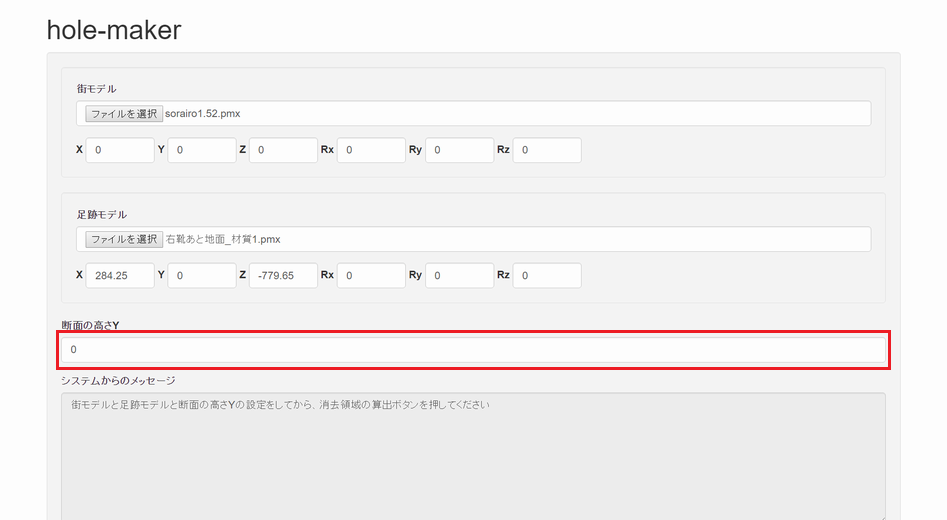 hole-maker
街モデル
ファイルを選択 sorairo1.52.pmx
X 0 Y 0 Z 0 Rx 0 Ry 0 Rz 0
足跡モデル
ファイルを選択 右靴あと地面_材質1.pmx
X 284.25 Y 0 Z -779.65 Rx 0 Ry 0 Rz 0
断面の高さY
0
システムからのメッセージ
街モデルと足跡モデルと断面の高さYの設定をしてから、消去領域の算出ボタンを押してください